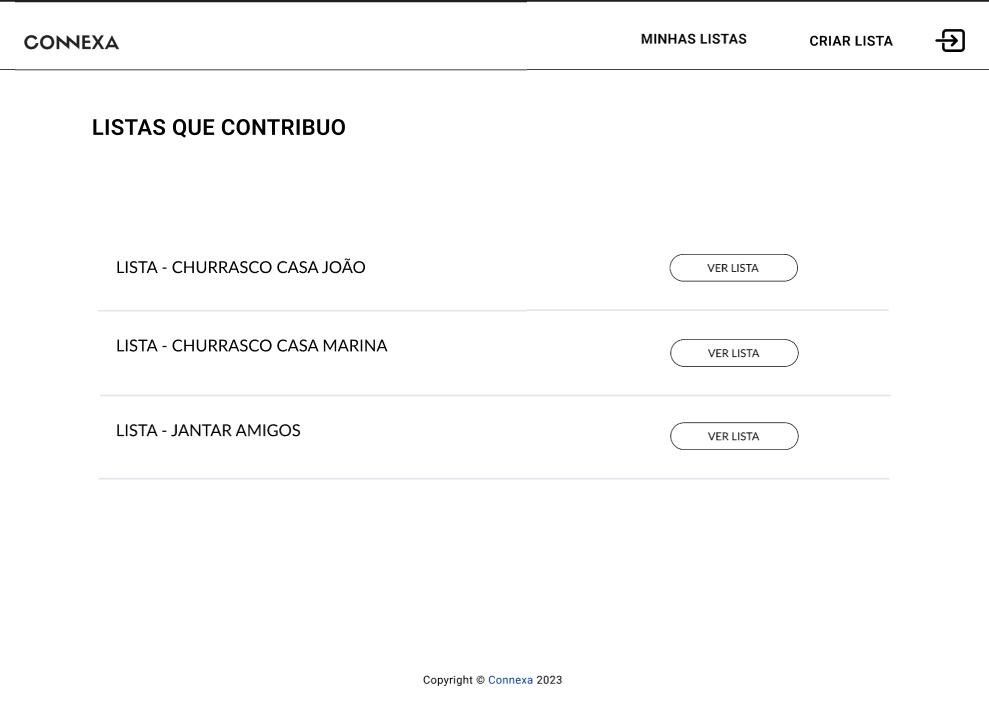 CONNEXA
MINHAS LISTAS
CRIAR LISTA
LISTAS QUE CONTRIBUO
LISTA - CHURRASCO CASA JOÃO
VER LISTA
LISTA - CHURRASCO CASA MARINA
VER LISTA
LISTA - JANTAR AMIGOS
VER LISTA
Copyright © Connexa 2023